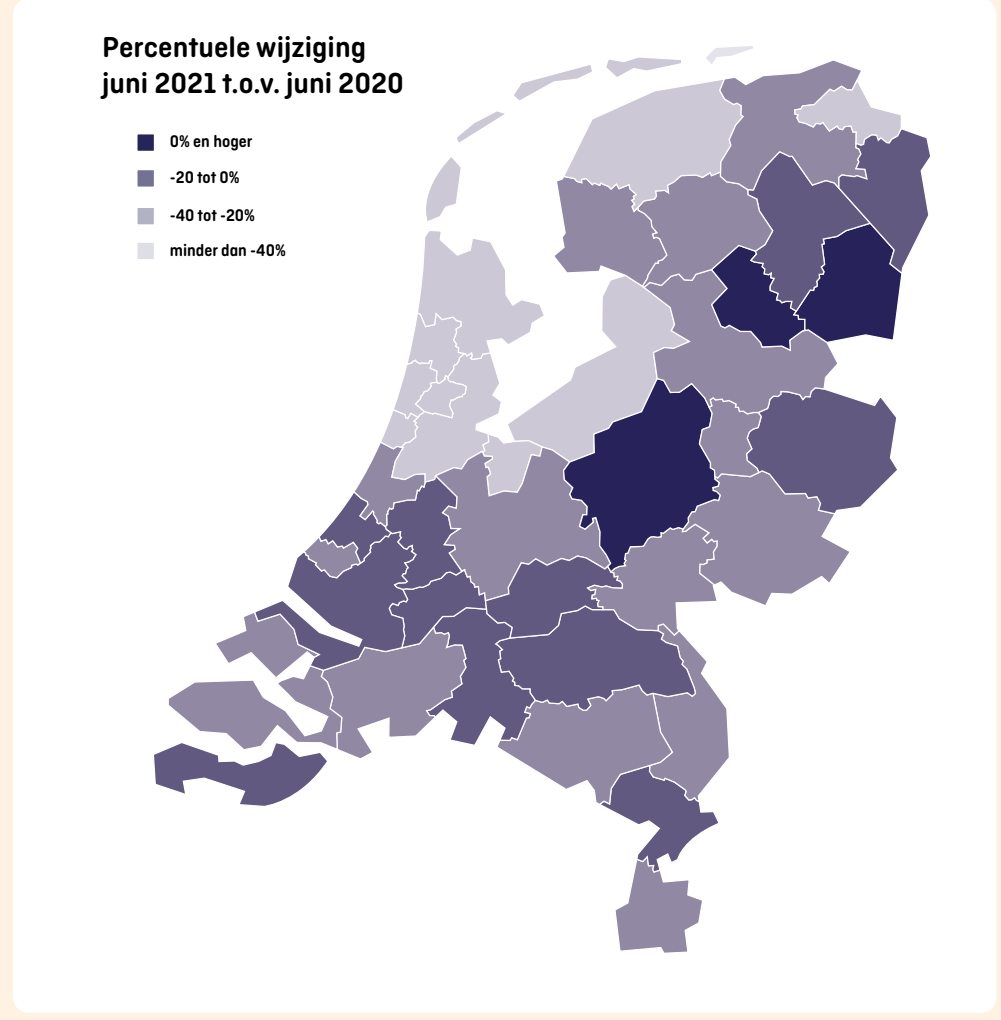 Percentuele wijziging
juni 2021 t.o.v. juni 2020
0% en hoger
-20 tot 0%
-40 tot -20%
minder dan -40%